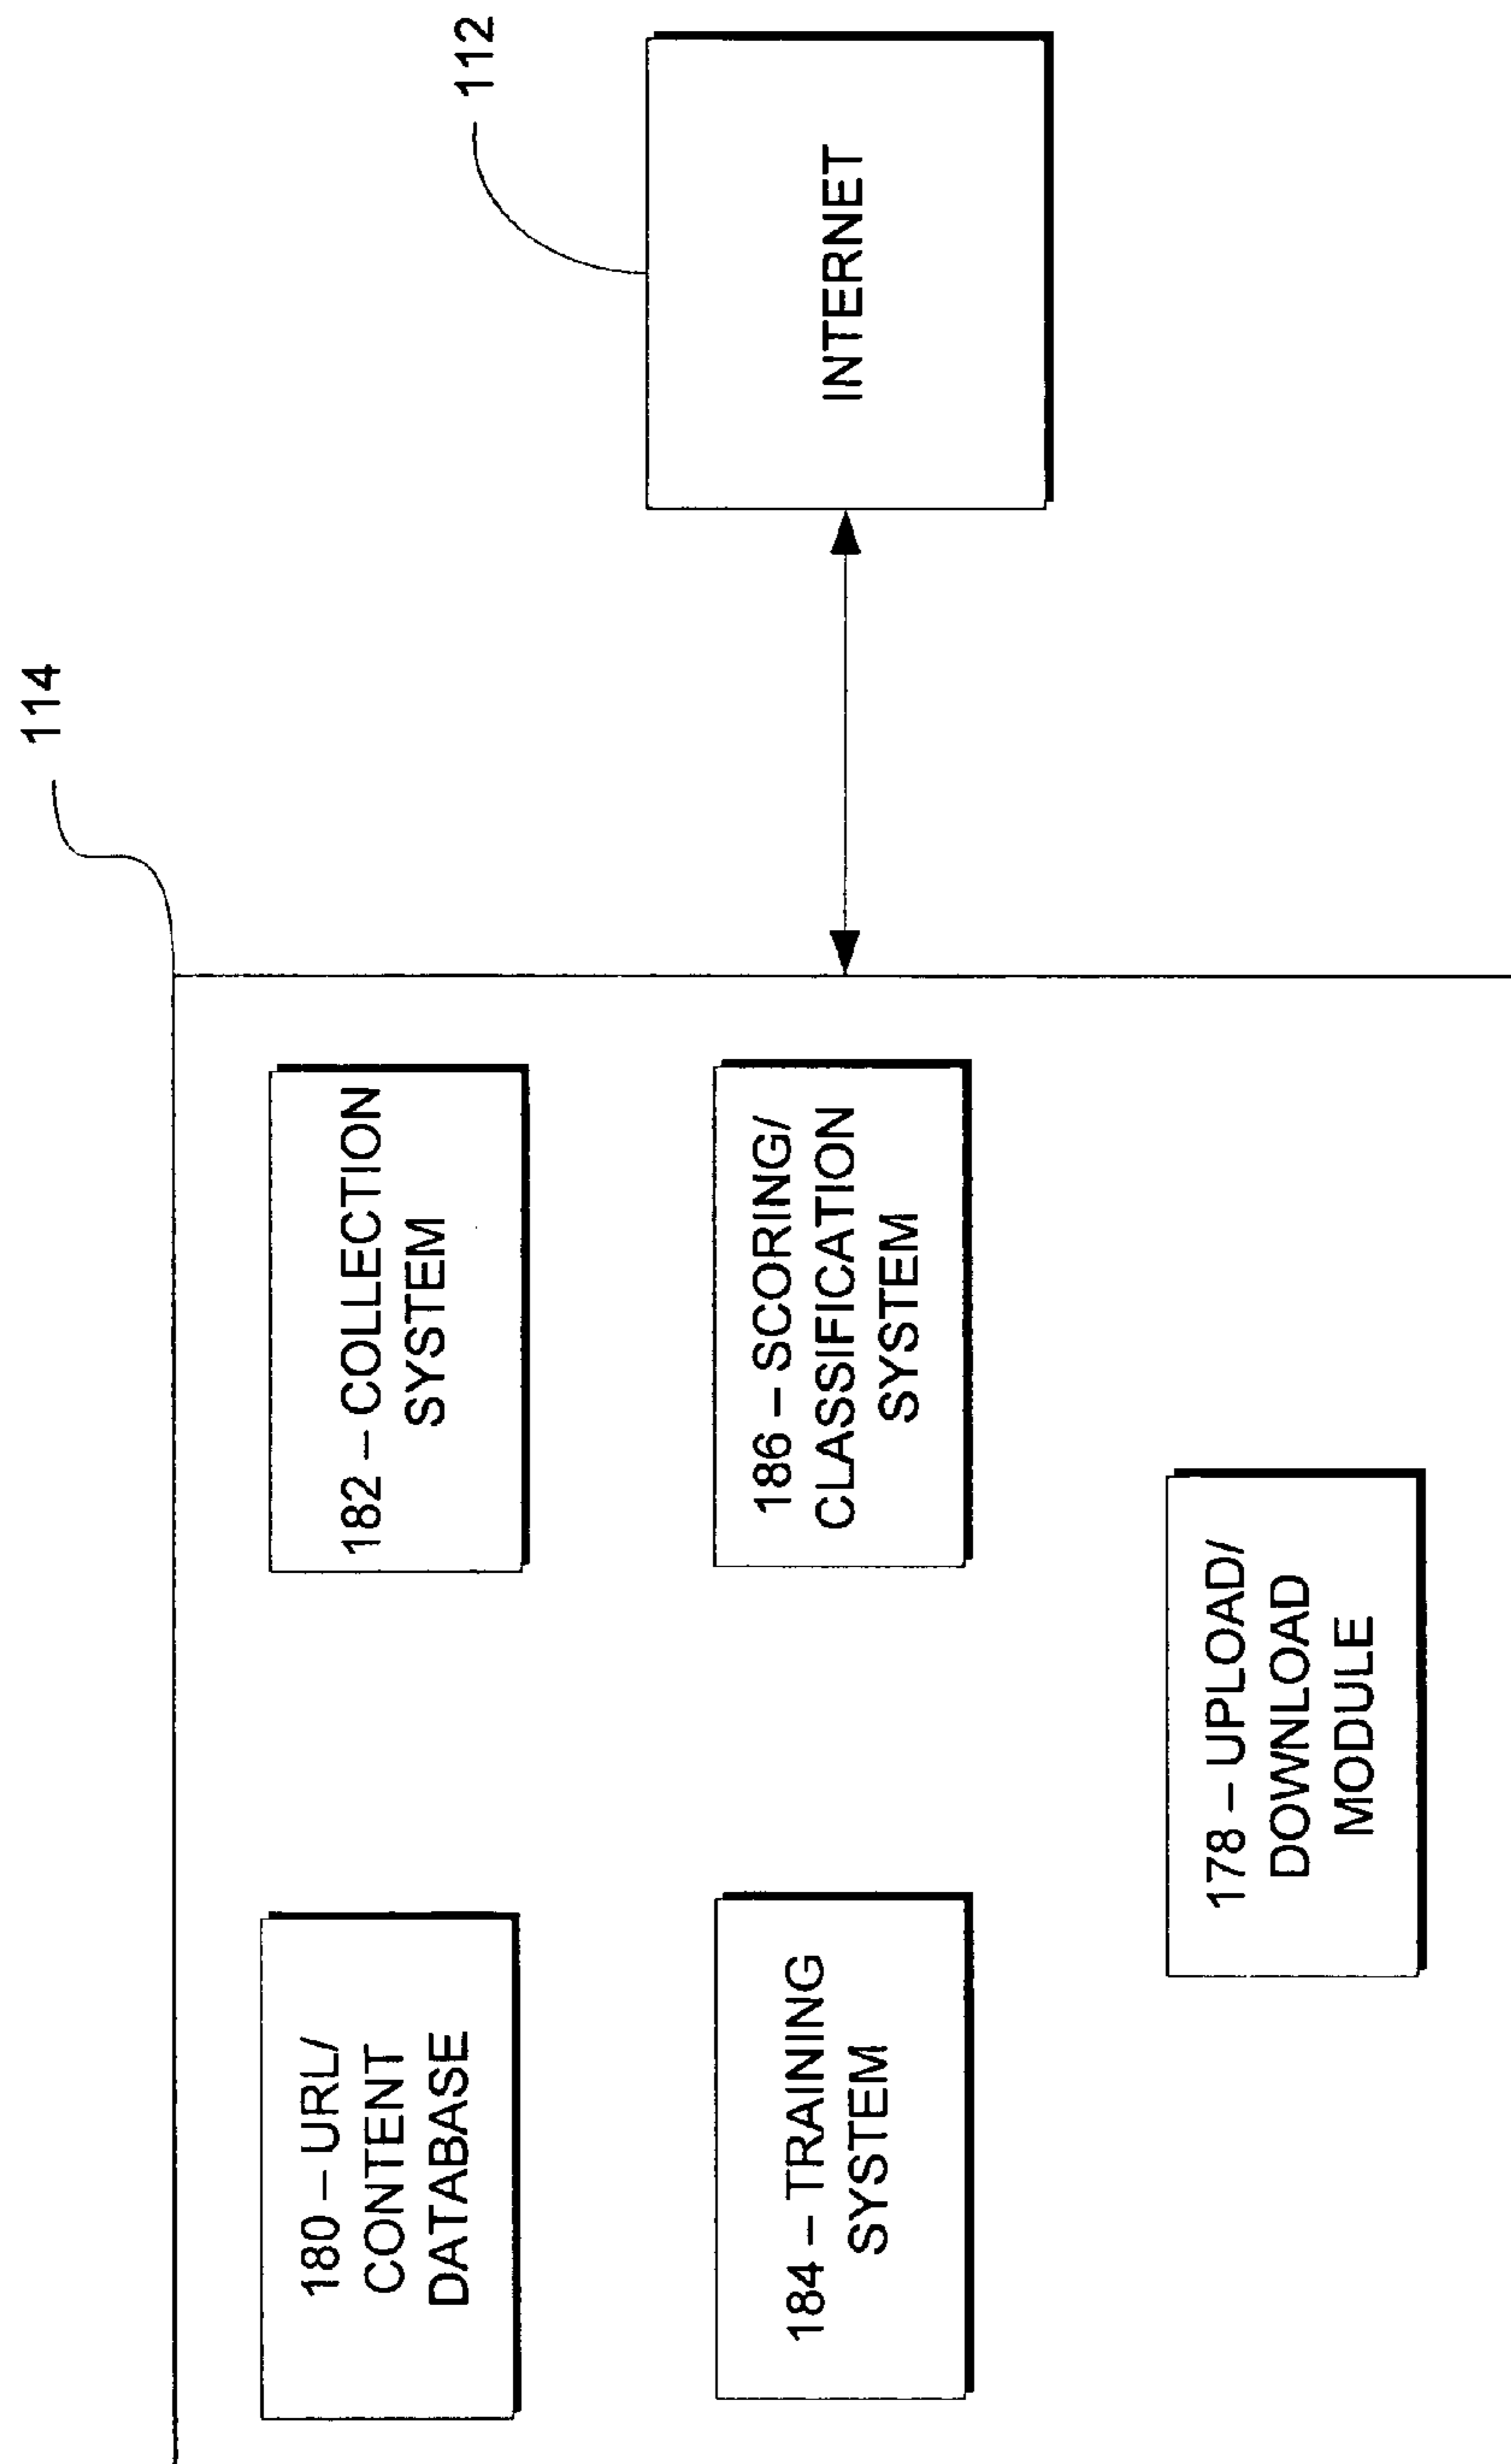 114
112
180 – URL/
CONTENT
DATABASE
182 – COLLECTION
SYSTEM
INTERNET
184 – TRAINING
SYSTEM
186 – SCORING/
CLASSIFICATION
SYSTEM
178 – UPLOAD/
DOWNLOAD
MODULE